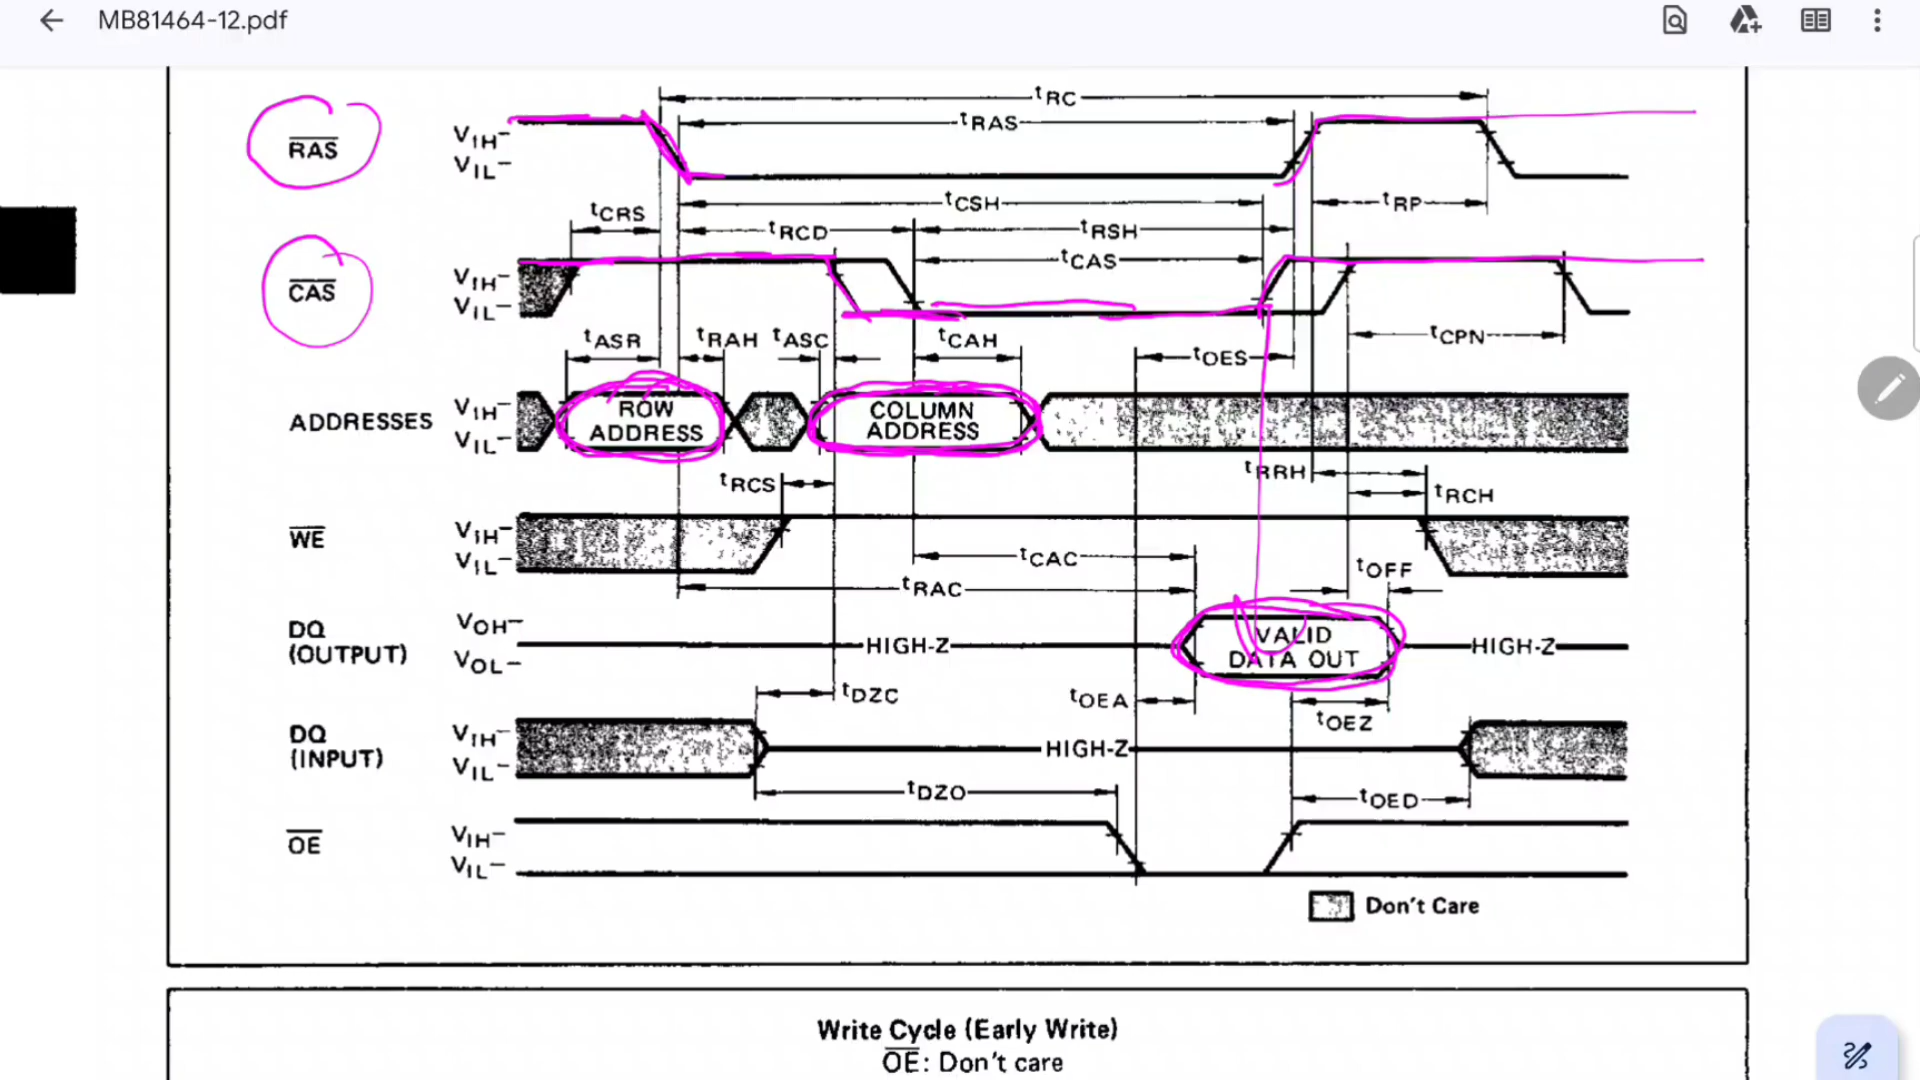 MB81464-12.pdf
tRC
tRAS
RAS
VIH
VIL
tCSH
tRP
tCRS
tRCD
tRSH
tCAS
CAS
VIH
VIL
tASR
tRAH
tASC
tCAH
tOES
tCPN
ADDRESSES
VIH
VIL
ROW ADDRESS
COLUMN ADDRESS
tRCS
tRRH
tRCH
WE
VIH
VIL
tCAC
tRAC
tOFF
DQ (OUTPUT)
VOH
VOL
HIGH-Z
VALID DATA OUT
HIGH-Z
tDZC
tOEA
tOEZ
DQ (INPUT)
VIH
VIL
HIGH-Z
tDZO
tOED
OE
VIH
VIL
Don't Care
Write Cycle (Early Write)
OE: Don't care